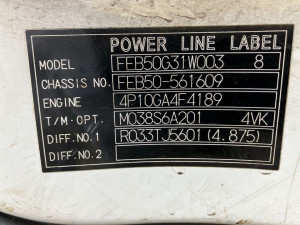 POWER LINE LABEL
MODEL FEB50G31W003 8
CHASSIS NO. FEB50-561609
ENGINE 4P10GA4F4189
T/M·OPT. M038S6A201 4VK
DIFF.NO.1 R033TJ5601(4.875)
DIFF.NO.2